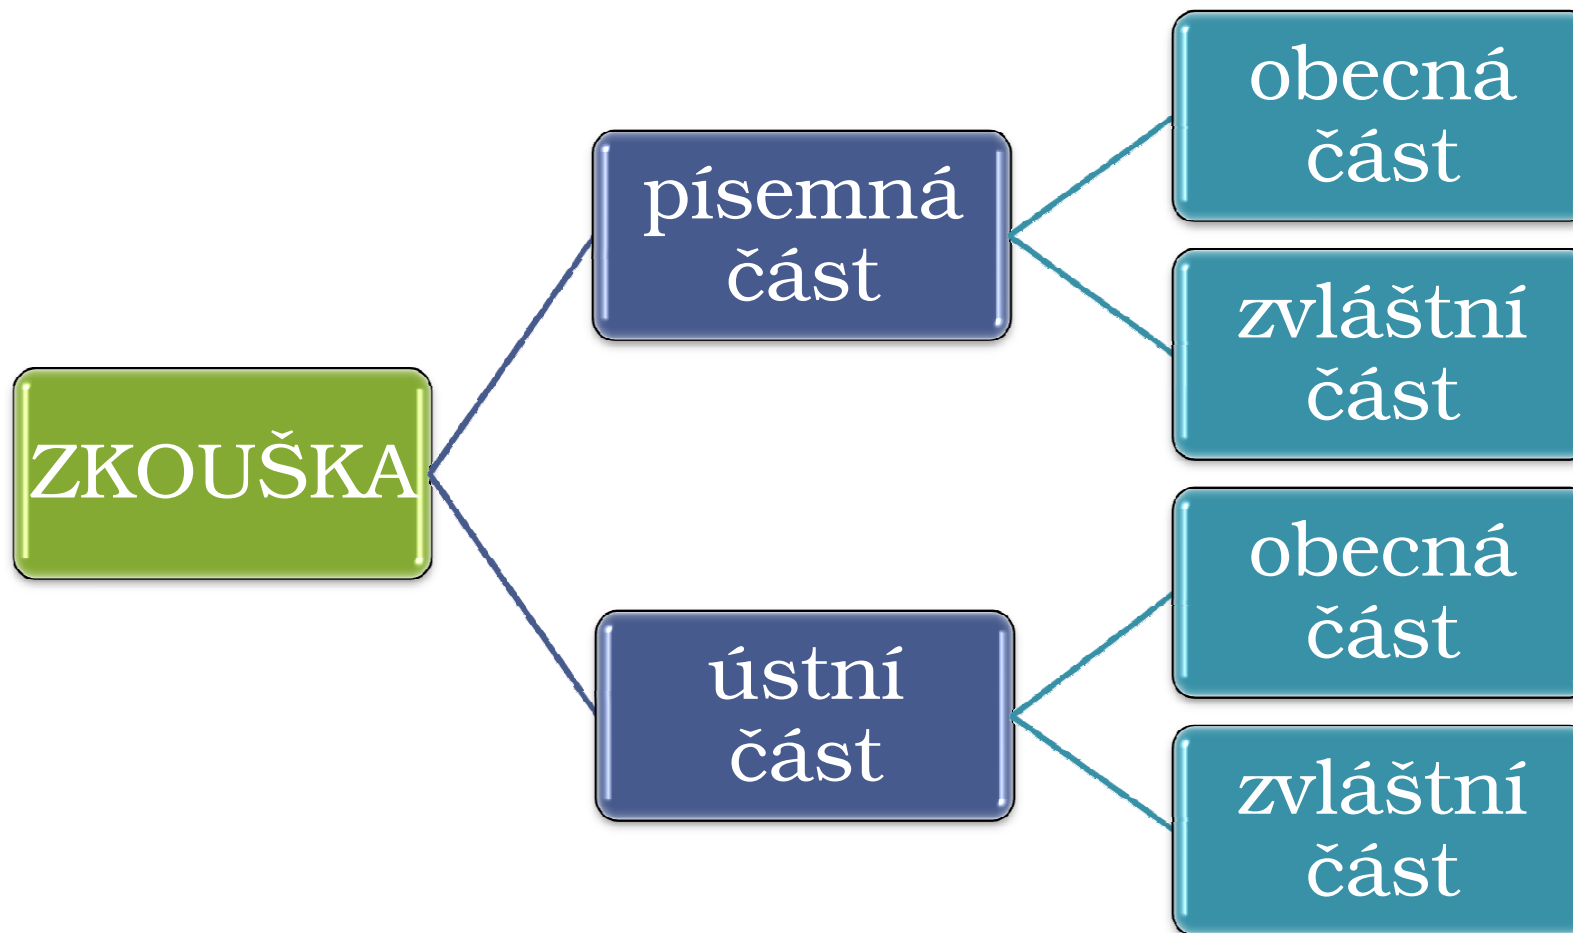 ZKOUŠKA
písemná
část
obecná
část
zvláštní
část
ústní
část
obecná
část
zvláštní
část